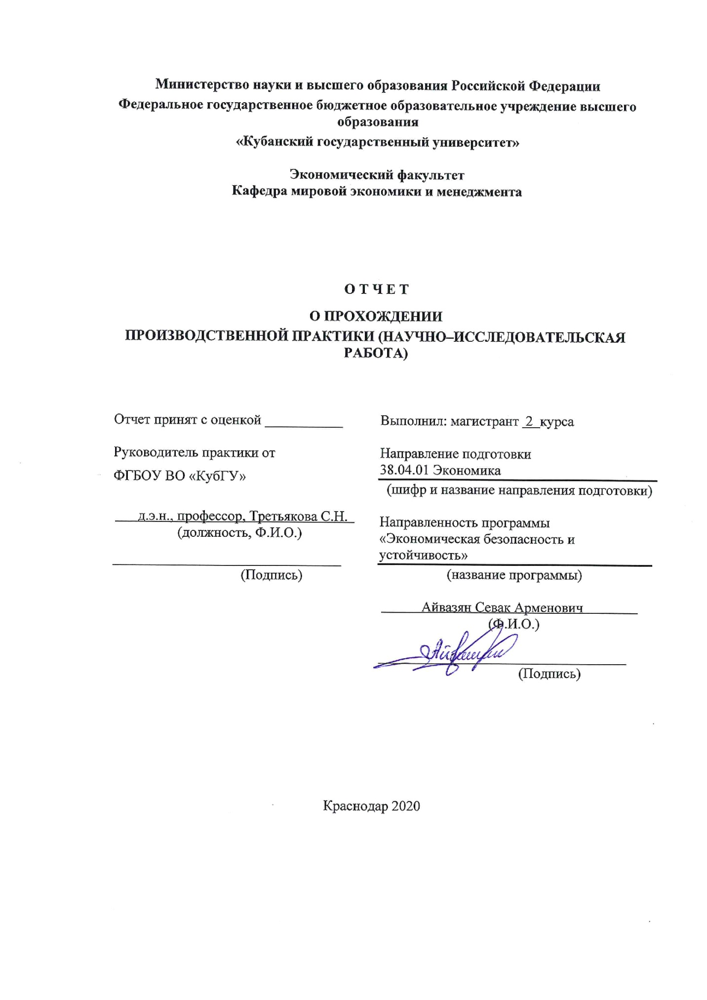 Министерство науки и высшего образования Российской Федерации
Федеральное государственное бюджетное образовательное учреждение высшего
образования
«Кубанский государственный университет»
Экономический факультет
Кафедра мировой экономики и менеджмента
О Т Ч Е Т
О ПРОХОЖДЕНИИ
ПРОИЗВОДСТВЕННОЙ ПРАКТИКИ (НАУЧНО–ИССЛЕДОВАТЕЛЬСКАЯ
РАБОТА)
Отчет принят с оценкой ___________
Руководитель практики от
ФГБОУ ВО «КубГУ»
д.э.н., профессор, Третьякова С.Н.
(должность, Ф.И.О.)
(Подпись)
Выполнил: магистрант 2 курса
Направление подготовки
38.04.01 Экономика
(шифр и название направления подготовки)
Направленность программы
«Экономическая безопасность и
устойчивость»
(название программы)
Айвазян Севак Арменович
(Ф.И.О.)
(Подпись)
Краснодар 2020